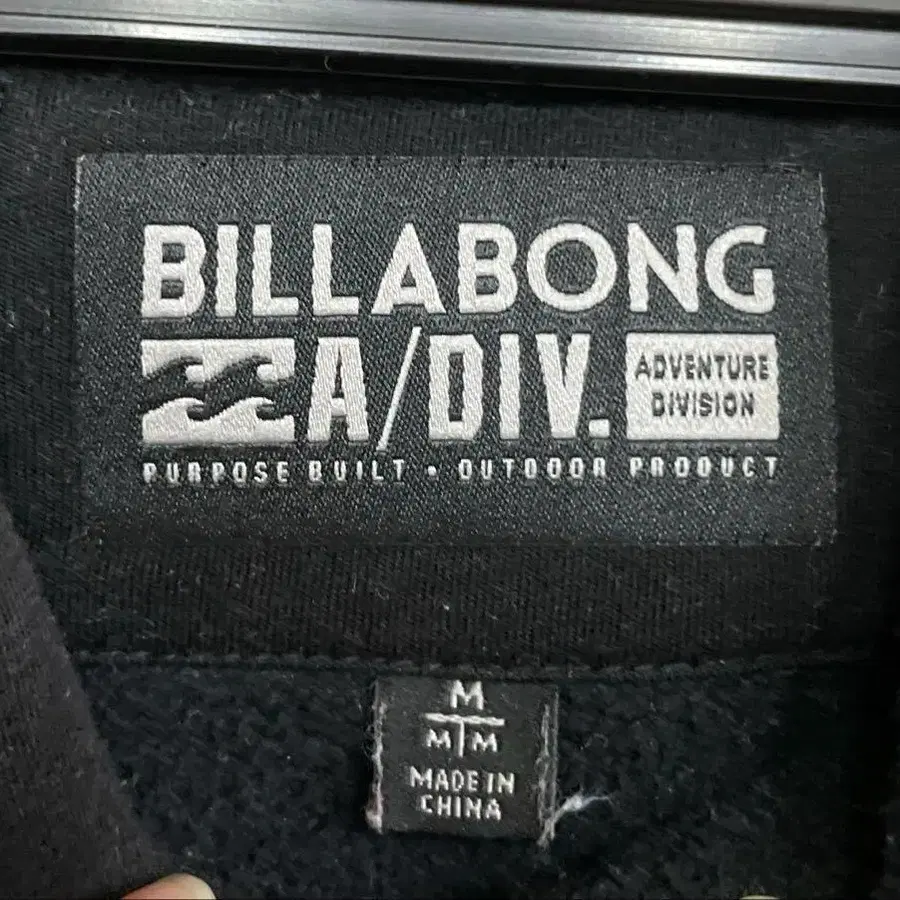 BILLABONG
A/DIV. ADVENTURE DIVISION
PURPOSE BUILT • OUTDOOR PRODUCT
M
M M
MADE IN
CHINA